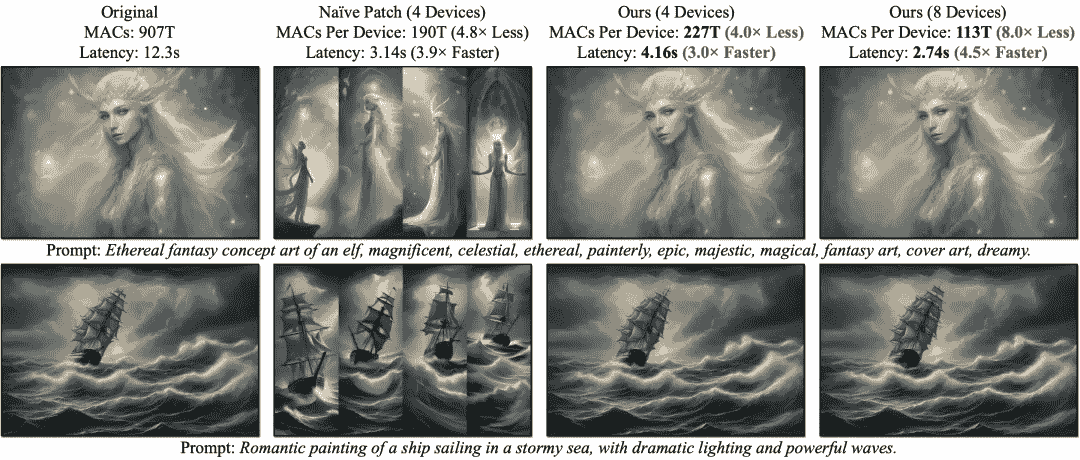 Original
MACs: 907T
Latency: 12.3s
Naïve Patch (4 Devices)
MACs Per Device: 190T (4.8× Less)
Latency: 3.14s (3.9× Faster)
Ours (4 Devices)
MACs Per Device: 227T (4.0× Less)
Latency: 4.16s (3.0× Faster)
Ours (8 Devices)
MACs Per Device: 113T (8.0× Less)
Latency: 2.74s (4.5× Faster)
Prompt: Ethereal fantasy concept art of an elf, magnificent, celestial, ethereal, painterly, epic, majestic, magical, fantasy art, cover art, dreamy.
Prompt: Romantic painting of a ship sailing in a stormy sea, with dramatic lighting and powerful waves.